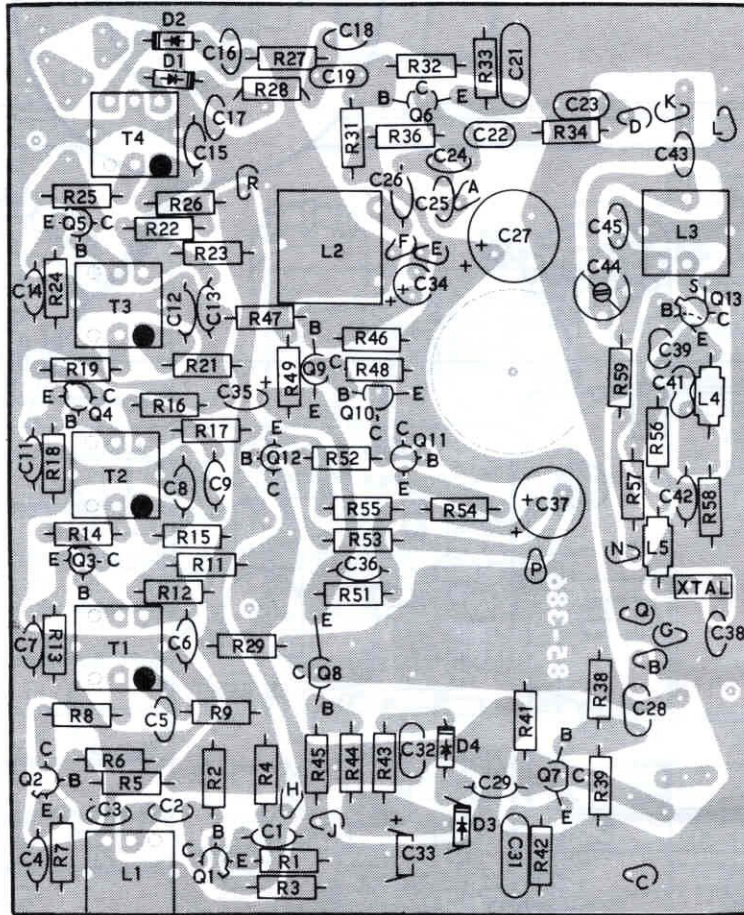 D2
C16
R27
C18
D1
R28
C19
R32
R33
C21
C17
T4
C15
R31
B
C
E
Q6
R36
C22
C23
R34
D
K
L
C24
C43
R25
R26
R
C26
C25
A
E
Q5
C
B
R22
R23
L2
F
E
C27
C45
L3
C14
R24
T3
C12
C13
R47
C34
C44
S
Q13
B
C
E
R46
C39
R19
R21
R49
B
Q9
C
E
R48
R59
C41
L4
E
C
Q4
B
R16
C35
B
E
Q10
C
R56
R17
C11
R18
T2
E
B
Q12
C
R52
C
Q11
B
E
C8
C9
R57
C42
R58
R55
R54
C37
R14
R15
R53
E
Q3
C
B
R11
C36
N
L5
R12
R51
P
XTAL
82-386
C7
R13
T1
C6
R29
E
C
Q8
B
Q
G
B
C38
R8
C5
R9
R38
C28
R41
R6
C
Q2
B
E
R5
R2
R4
R45
R44
R43
C32
D4
B
Q7
C
E
R39
C29
H
C3
C2
J
D3
C4
R7
L1
B
C
E
Q1
C1
R1
R3
C33
C31
R42
C